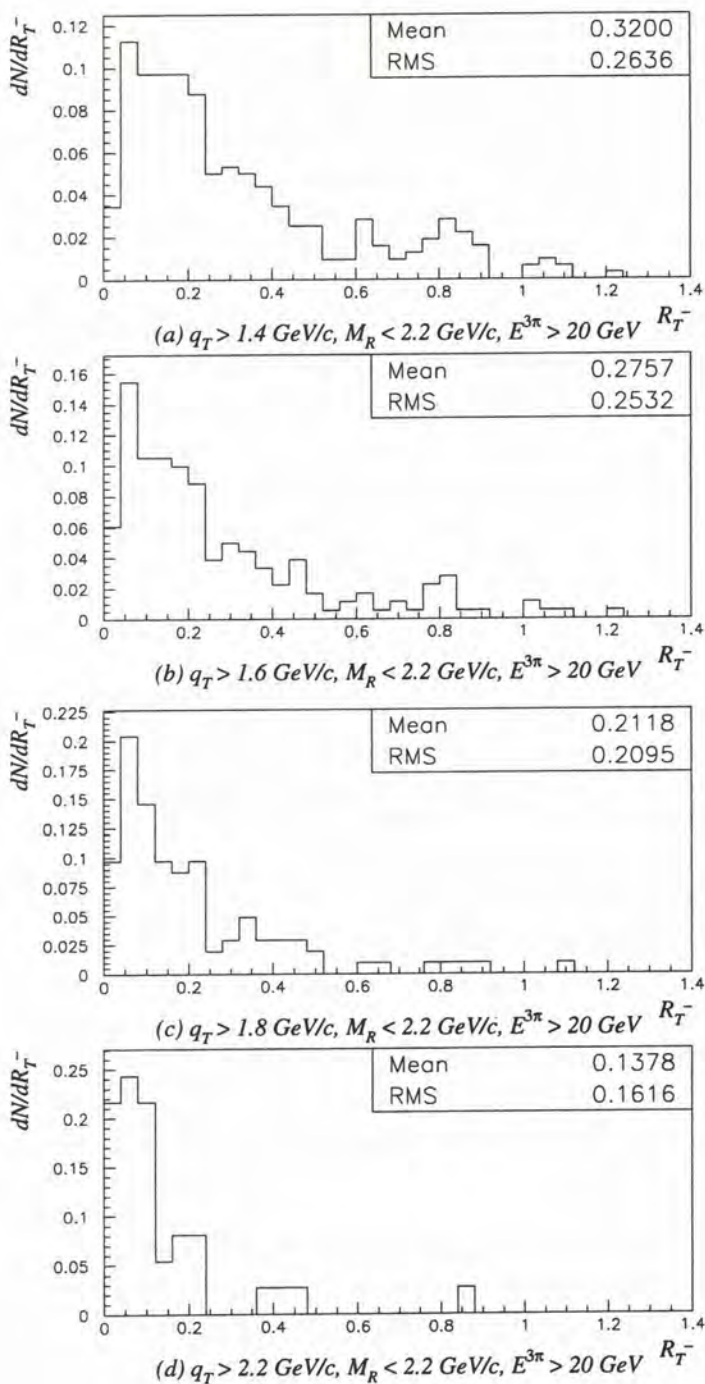 dN/dR_T^-
0.12
0.1
0.08
0.06
0.04
0.02
0
Mean 0.3200
RMS 0.2636
0 0.2 0.4 0.6 0.8 1 1.2 1.4
R_T^-
(a) q_T > 1.4 GeV/c, M_R < 2.2 GeV/c, E^{3π} > 20 GeV
dN/dR_T^-
0.16
0.14
0.12
0.1
0.08
0.06
0.04
0.02
0
Mean 0.2757
RMS 0.2532
0 0.2 0.4 0.6 0.8 1 1.2 1.4
R_T^-
(b) q_T > 1.6 GeV/c, M_R < 2.2 GeV/c, E^{3π} > 20 GeV
dN/dR_T^-
0.225
0.2
0.175
0.15
0.125
0.1
0.075
0.05
0.025
0
Mean 0.2118
RMS 0.2095
0 0.2 0.4 0.6 0.8 1 1.2 1.4
R_T^-
(c) q_T > 1.8 GeV/c, M_R < 2.2 GeV/c, E^{3π} > 20 GeV
dN/dR_T^-
0.25
0.2
0.15
0.1
0.05
0
Mean 0.1378
RMS 0.1616
0 0.2 0.4 0.6 0.8 1 1.2 1.4
R_T^-
(d) q_T > 2.2 GeV/c, M_R < 2.2 GeV/c, E^{3π} > 20 GeV